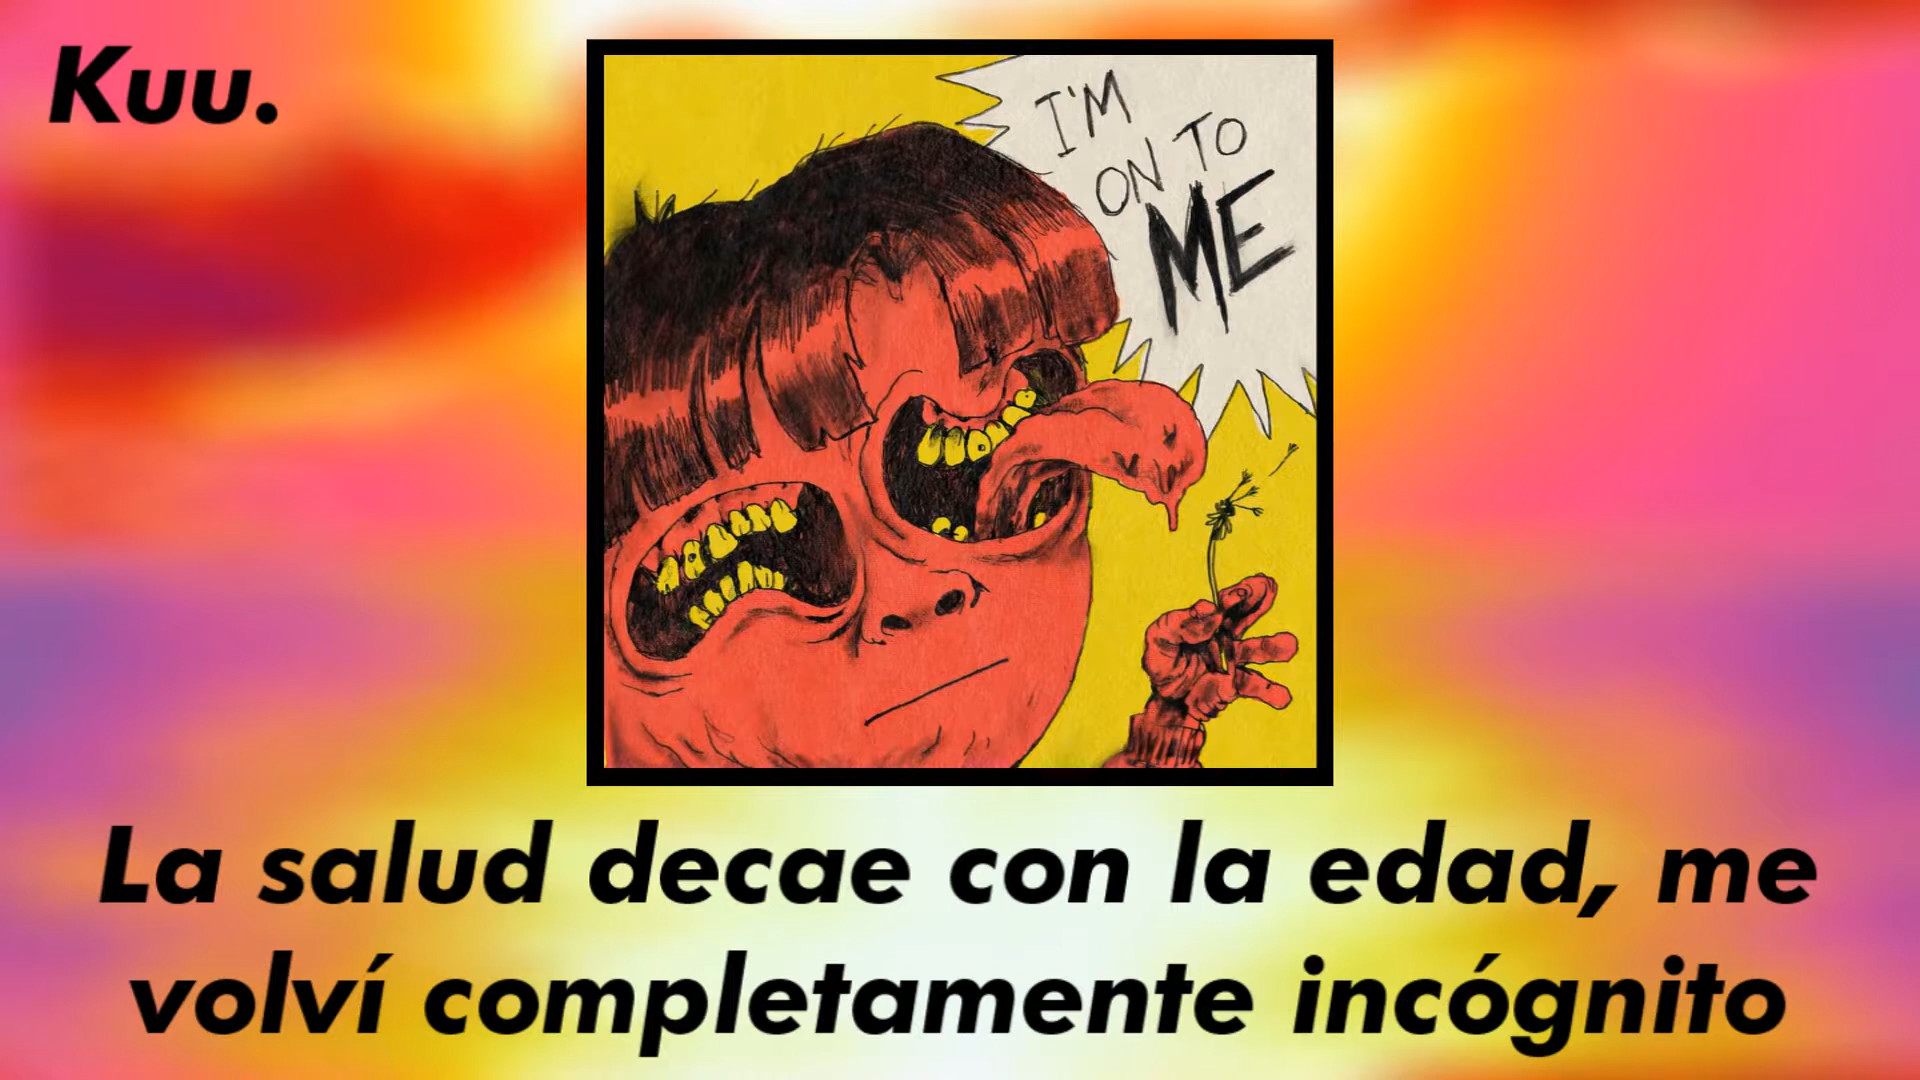 Kuu.
I'M
ON TO
ME
La salud decae con la edad, me
volví completamente incógnito